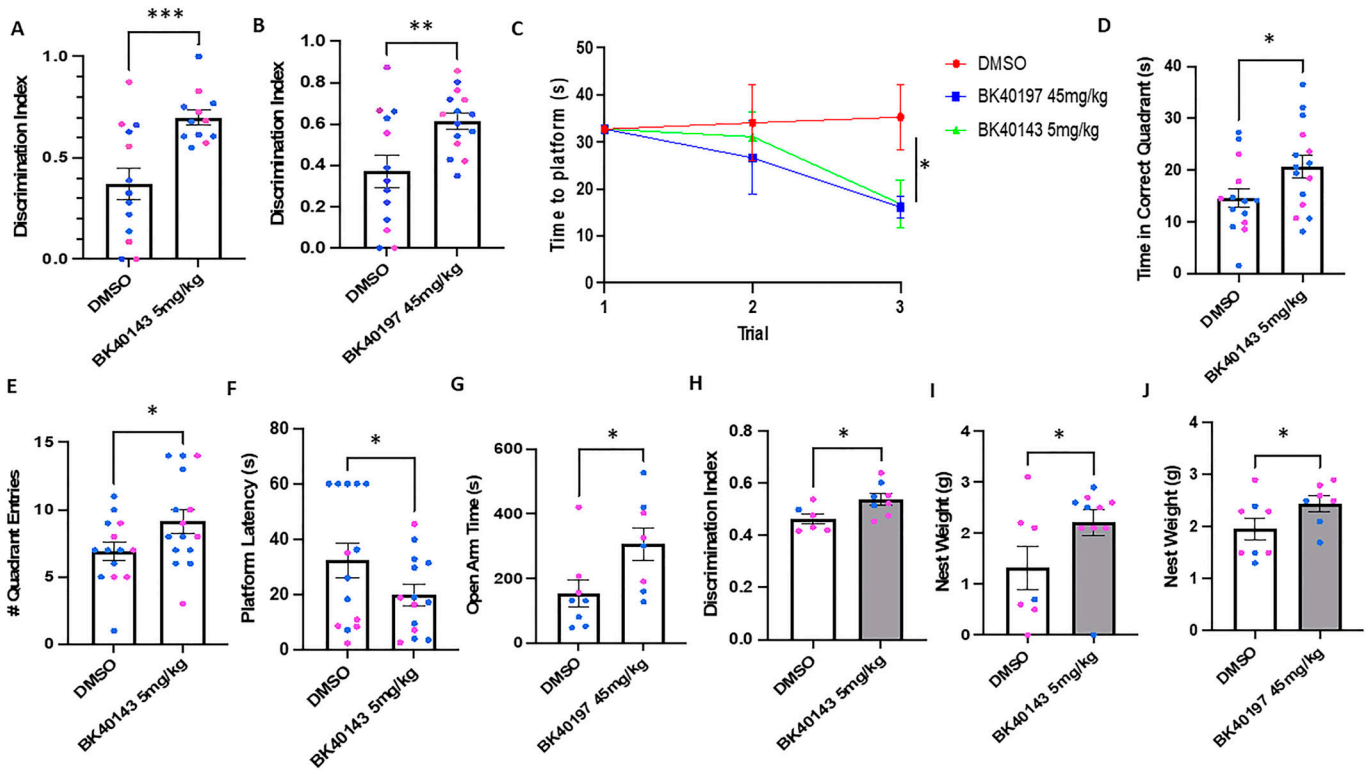 A
***
Discrimination Index
1.0
0.5
0.0
DMSO
BK40143 5mg/kg
B
**
Discrimination Index
1.0
0.8
0.6
0.4
0.2
0.0
DMSO
BK40197 45mg/kg
C
Time to platform (s)
50
40
30
20
10
0
1
2
3
Trial
*
DMSO
BK40197 45mg/kg
BK40143 5mg/kg
D
*
Time in Correct Quadrant (s)
40
30
20
10
0
DMSO
BK40143 5mg/kg
E
*
# Quadrant Entries
15
10
5
0
DMSO
BK40143 5mg/kg
F
*
Platform Latency (s)
80
60
40
20
0
DMSO
BK40143 5mg/kg
G
*
Open Arm Time (s)
600
400
200
0
DMSO
BK40197 45mg/kg
H
*
Discrimination Index
0.8
0.6
0.4
0.2
0.0
DMSO
BK40143 5mg/kg
I
*
Nest Weight (g)
4
3
2
1
0
DMSO
BK40143 5mg/kg
J
*
Nest Weight (g)
4
3
2
1
0
DMSO
BK40197 45mg/kg